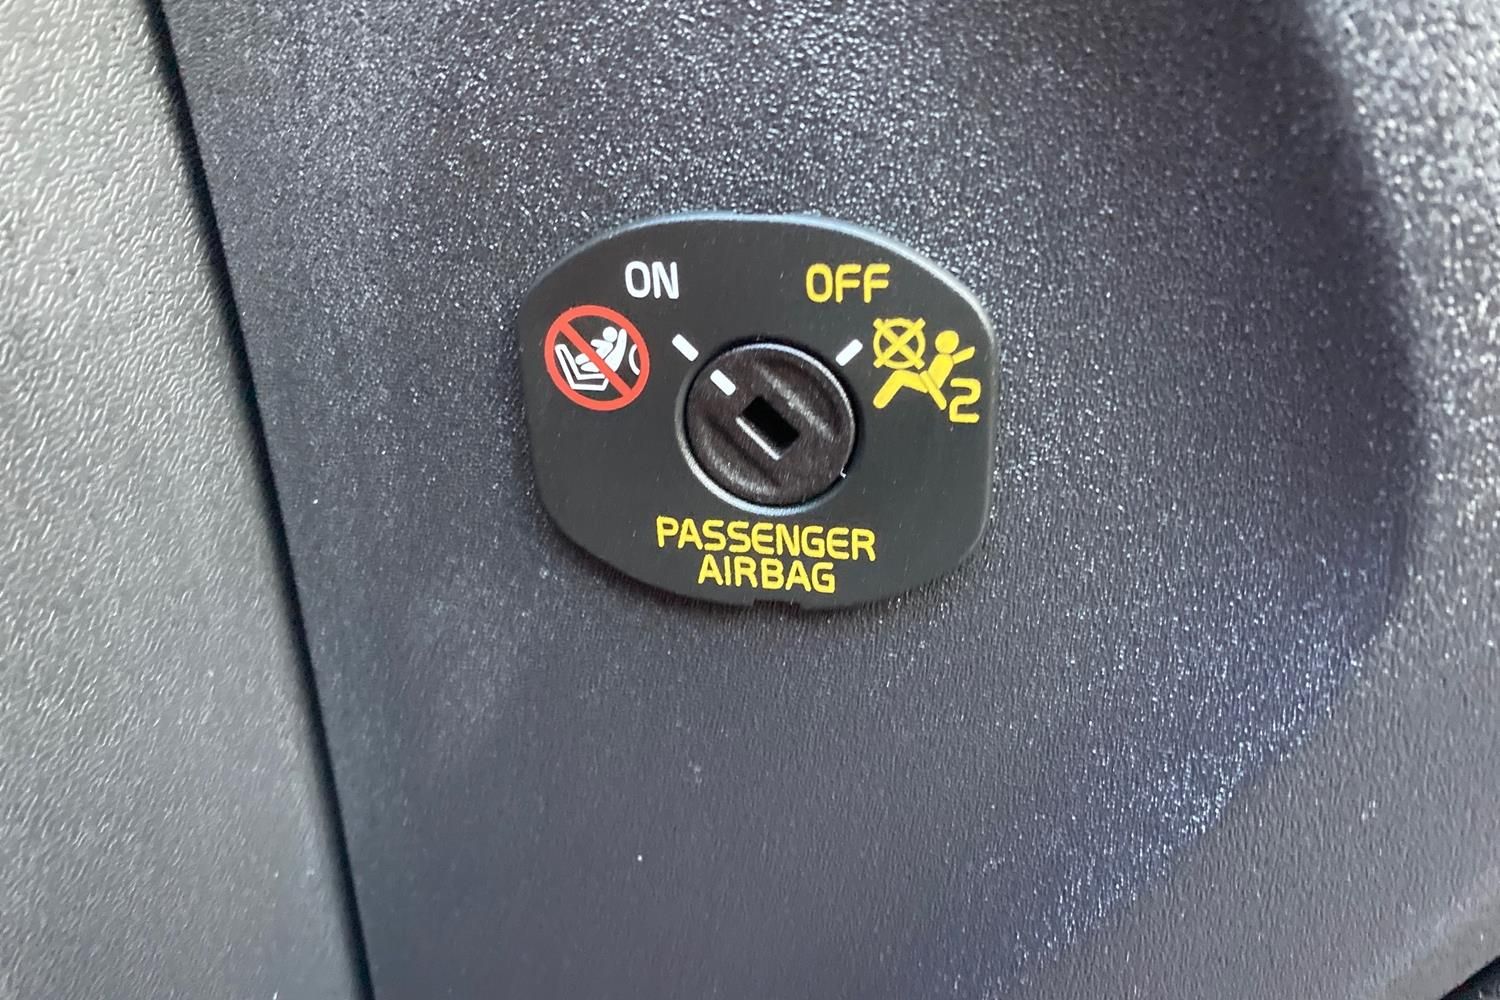 ON OFF
2
PASSENGER
AIRBAG